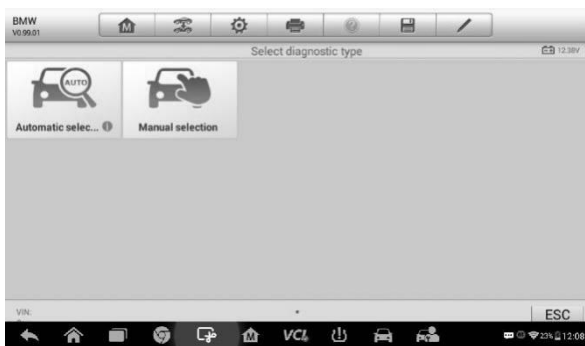 BMW
V0.99.01
M
Select diagnostic type
12.38V
AUTO
Automatic selec...
Manual selection
VIN:
ESC
M
VCI
23% 12:08